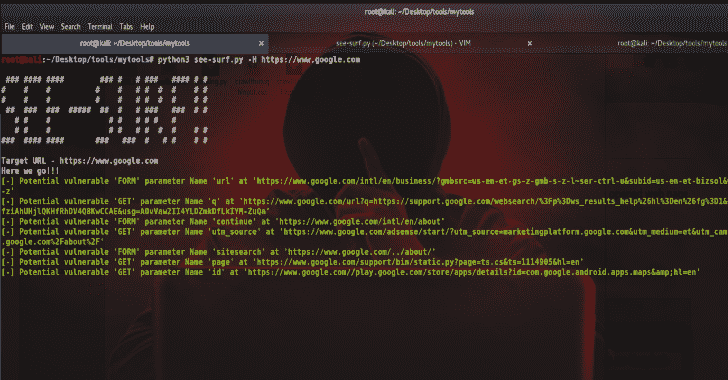 root@kali: ~/Desktop/tools/mytools
File Edit View Search Terminal Tabs Help
root@kali: ~/Desktop/tools/mytools × see-surf.py (~/Desktop/tools/mytools) - VIM × root@kali: ~/Desktop/tools/mytools
root@kali:~/Desktop/tools/mytools# python3 see-surf.py -H https://www.google.com
Target URL - https://www.google.com
Here we go!!!
[-] Potential vulnerable 'FORM' parameter Name 'url' at 'https://www.google.com/intl/en/business/?gmbsrc=us-en-et-gs-z-gmb-s-z-l~ser-ctrl-u&subid=us-en-et-bizsol&
-z'
[-] Potential vulnerable 'GET' parameter Name 'q' at 'https://www.google.com/url?q=https://support.google.com/websearch/%3Fp%3Dws_results_help%26hl%3Den%26fg%3D1&
[-] Potential vulnerable 'FORM' parameter Name 'continue' at 'https://www.google.com/intl/en/about'
[-] Potential vulnerable 'GET' parameter Name 'utm_source' at 'https://www.google.com/adsense/start/?utm_source=marketingplatform.google.com&utm_medium=et&utm_cam
.google.com%2Fabout%2F'
[-] Potential vulnerable 'FORM' parameter Name 'sitesearch' at 'https://www.google.com/../about/'
[-] Potential vulnerable 'GET' parameter Name 'page' at 'https://www.google.com/support/bin/static.py?page=ts.cs&ts=1114905&hl=en'
[-] Potential vulnerable 'GET' parameter Name 'id' at 'https://www.google.com//play.google.com/store/apps/details?id=com.google.android.apps.maps&amp;hl=en'